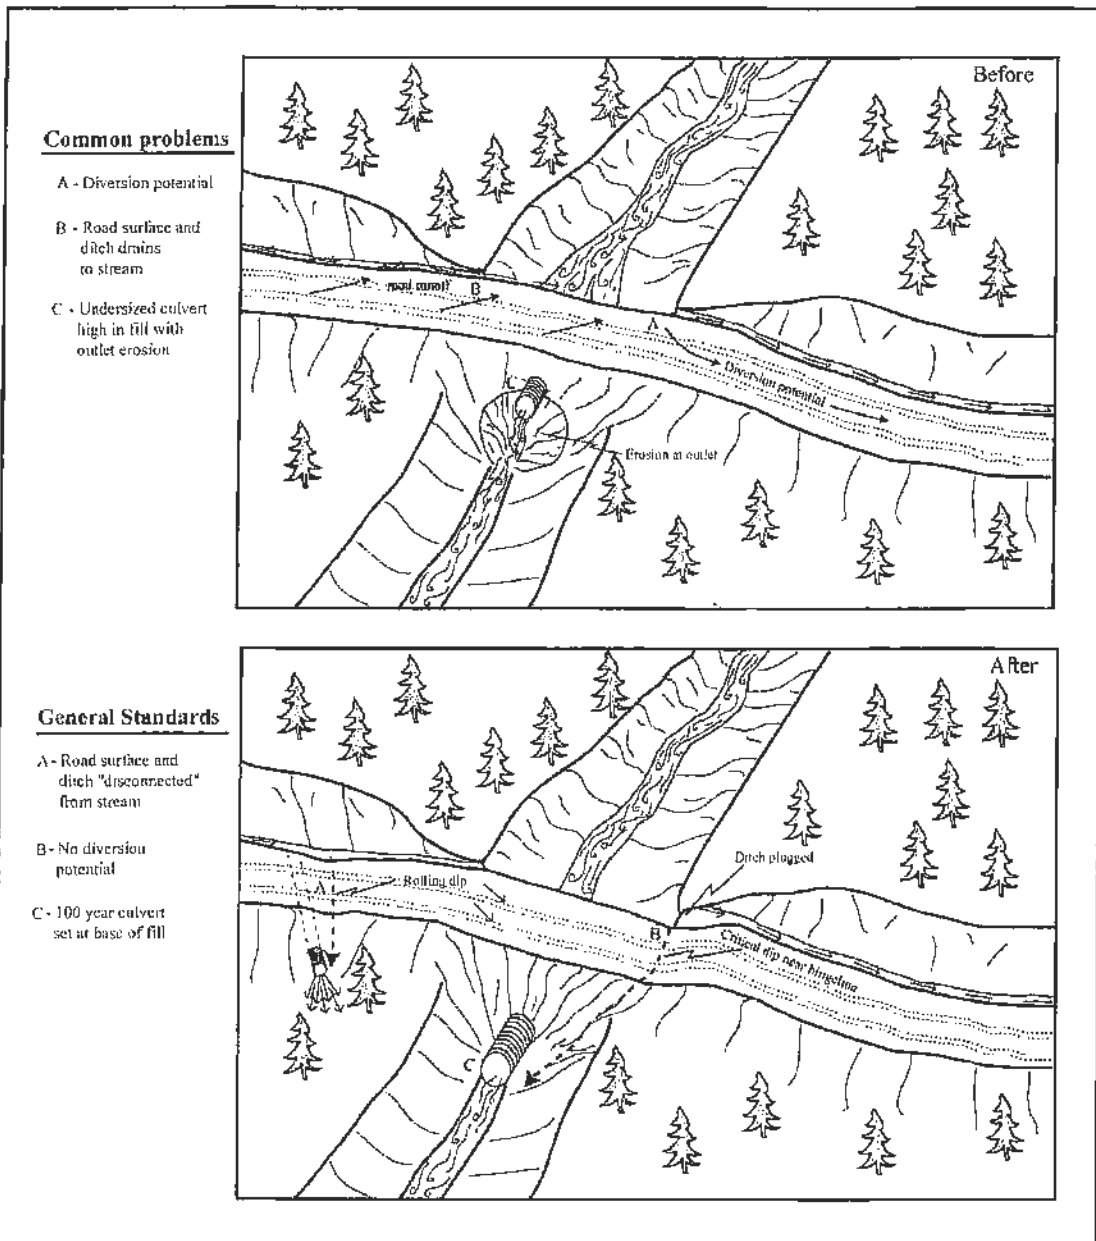 Before
Common problems
A - Diversion potential
B - Road surface and
ditch drains
to stream
C - Undersized culvert
high in fill with
outlet erosion
road runoff
B
A
Diversion potential
C
Erosion at outlet
After
General Standards
A - Road surface and
ditch "disconnected"
from stream
B - No diversion
potential
C - 100 year culvert
set at base of fill
Ditch plugged
A
Rolling dip
B
Critical dip near hingeline
C